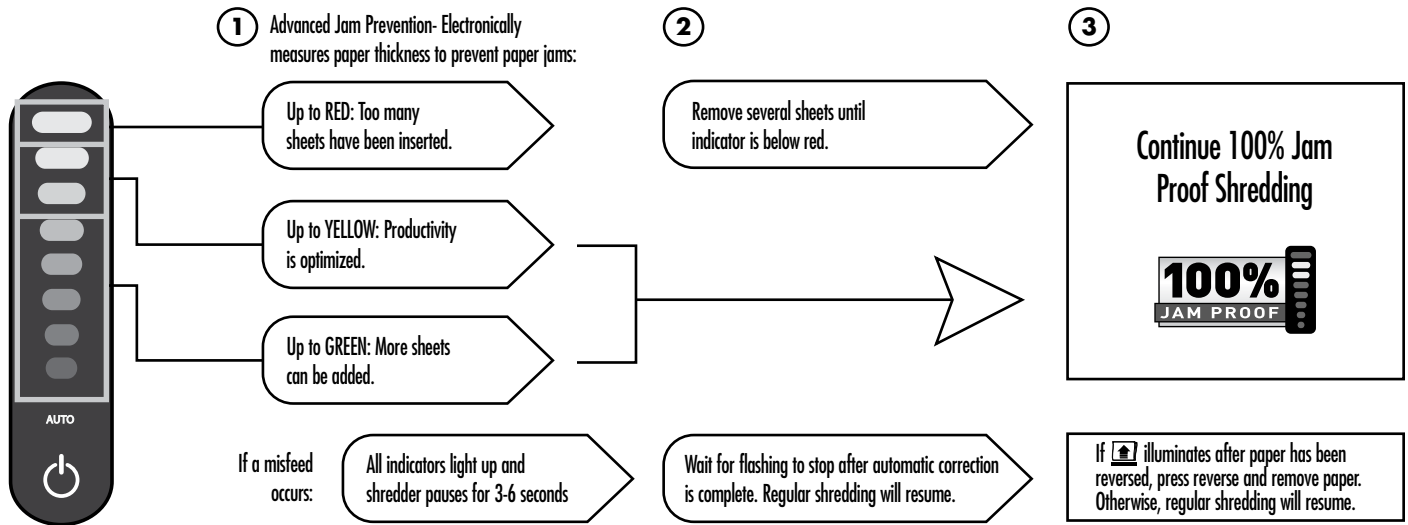 1
Advanced Jam Prevention- Electronically
measures paper thickness to prevent paper jams:
Up to RED: Too many
sheets have been inserted.
Up to YELLOW: Productivity
is optimized.
Up to GREEN: More sheets
can be added.
2
Remove several sheets until
indicator is below red.
3
Continue 100% Jam
Proof Shredding
100%
JAM PROOF
AUTO
If a misfeed
occurs:
All indicators light up and
shredder pauses for 3-6 seconds
Wait for flashing to stop after automatic correction
is complete. Regular shredding will resume.
If illuminates after paper has been
reversed, press reverse and remove paper.
Otherwise, regular shredding will resume.